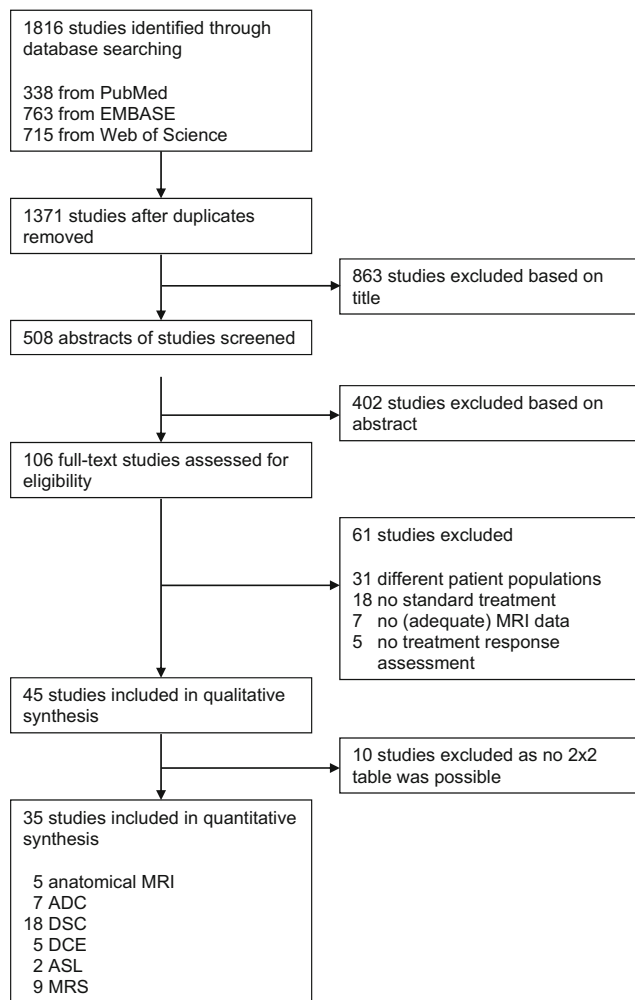 1816 studies identified through
database searching
338 from PubMed
763 from EMBASE
715 from Web of Science
1371 studies after duplicates
removed
863 studies excluded based on
title
508 abstracts of studies screened
402 studies excluded based on
abstract
106 full-text studies assessed for
eligibility
61 studies excluded
31 different patient populations
18 no standard treatment
7 no (adequate) MRI data
5 no treatment response
assessment
45 studies included in qualitative
synthesis
10 studies excluded as no 2x2
table was possible
35 studies included in quantitative
synthesis
5 anatomical MRI
7 ADC
18 DSC
5 DCE
2 ASL
9 MRS